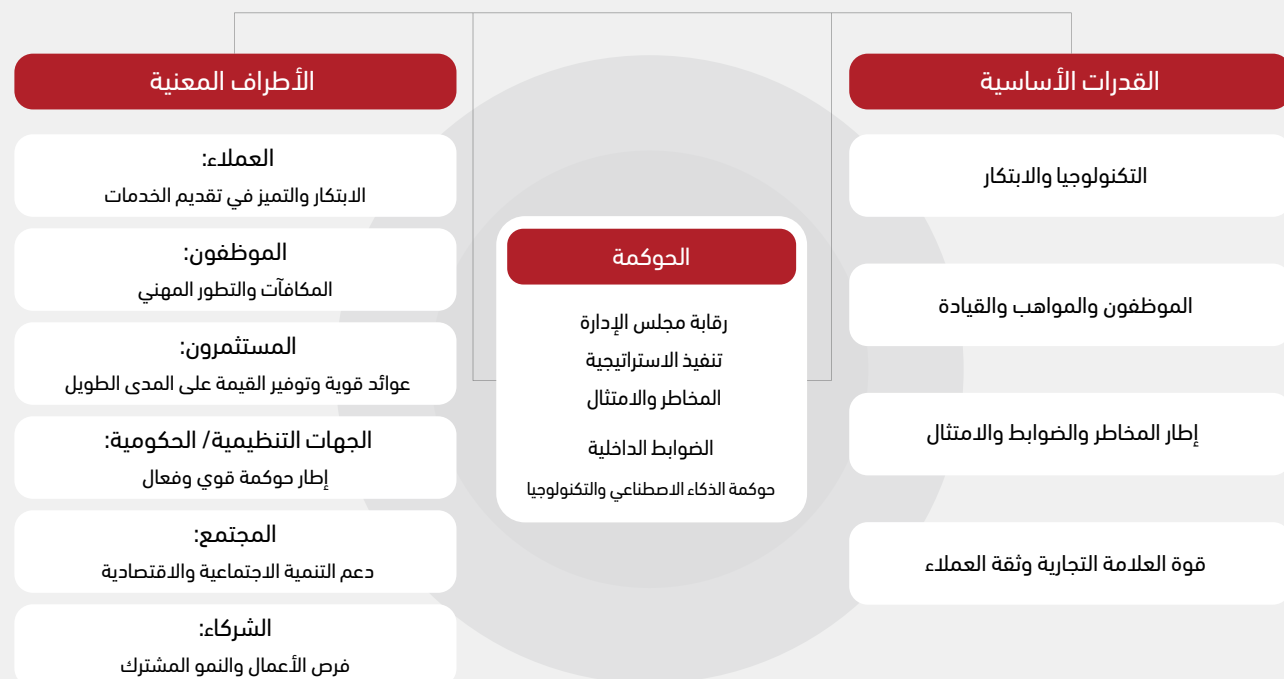 القدرات الأساسية
التكنولوجيا والابتكار
الموظفون والمواهب والقيادة
إطار المخاطر والضوابط والامتثال
قوة العلامة التجارية وثقة العملاء
الحوكمة
رقابة مجلس الإدارة
تنفيذ الاستراتيجية
المخاطر والامتثال
الضوابط الداخلية
حوكمة الذكاء الاصطناعي والتكنولوجيا
الأطراف المعنية
العملاء:
الابتكار والتميز في تقديم الخدمات
الموظفون:
المكافآت والتطور المهني
المستثمرون:
عوائد قوية وتوفير القيمة على المدى الطويل
الجهات التنظيمية/ الحكومية:
إطار حوكمة قوي وفعال
المجتمع:
دعم التنمية الاجتماعية والاقتصادية
الشركاء:
فرص الأعمال والنمو المشترك